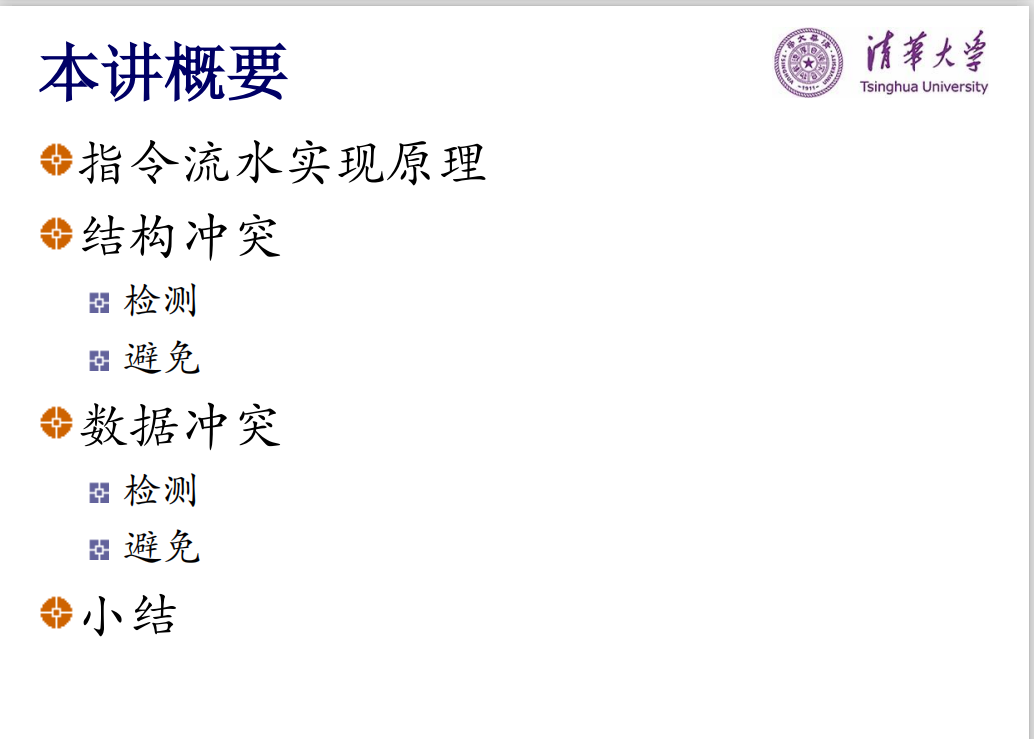 本讲概要
清华大学
Tsinghua University
指令流水实现原理
结构冲突
检测
避免
数据冲突
检测
避免
小结